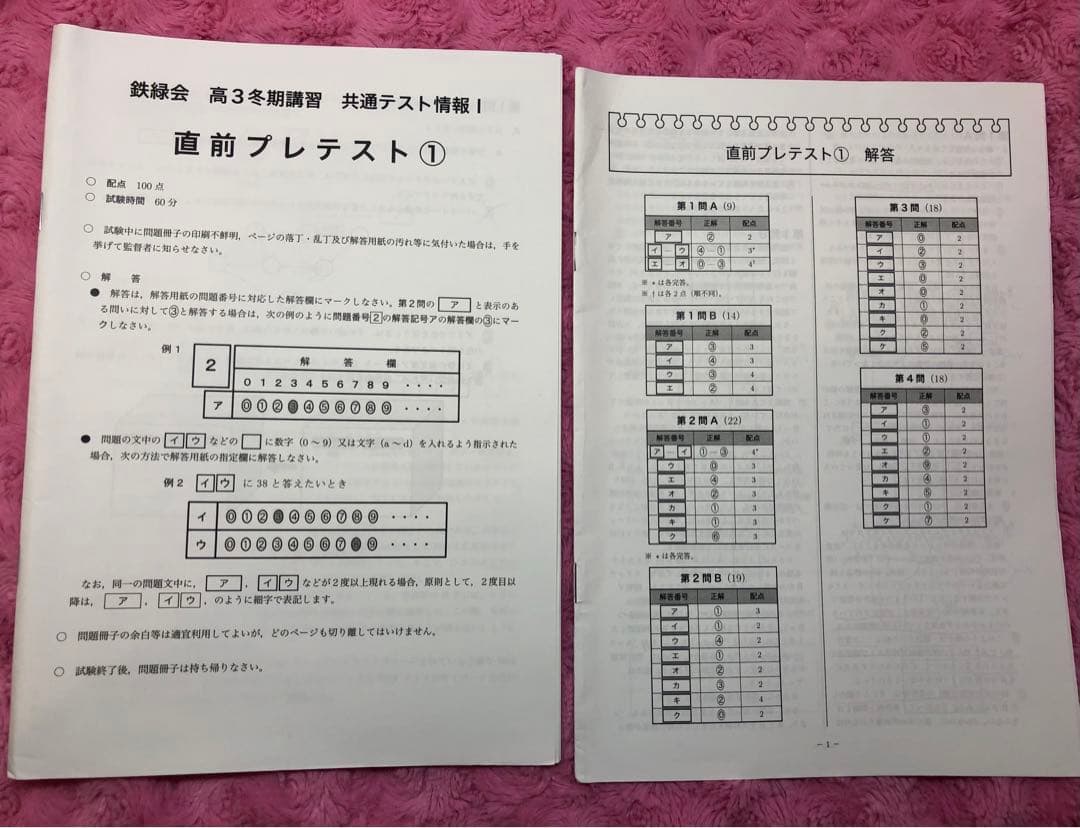 鉄緑会 高3冬期講習 共通テスト情報Ⅰ
直前プレテスト①
○ 配点 100点
○ 試験時間 60分
○ 試験中に問題冊子の印刷不鮮明，ページの落丁・乱丁及び解答用紙の汚れ等に気付いた場合は，手を
挙げて監督者に知らせなさい。
○ 解 答
● 解答は，解答用紙の問題番号に対応した解答欄にマークしなさい。第2問の ア と表示のあ
る問いに対して③と解答する場合は，次の例のように問題番号2の解答記号アの解答欄の③にマー
クしなさい。
例1
2 解 答 欄
0 1 2 3 4 5 6 7 8 9 ・・・・
ア ⓪①②③④⑤⑥⑦⑧⑨ ・・・・
● 問題の文中の イ ウ などの □ に数字（0～9）又は文字（a～d）を入れるよう指示された
場合，次の方法で解答用紙の指定欄に解答しなさい。
例2 イ ウ に38と答えたいとき
イ ⓪①②③④⑤⑥⑦⑧⑨ ・・・・
ウ ⓪①②③④⑤⑥⑦⑧⑨ ・・・・
なお，同一の問題文中に， ア ， イ ウ などが2度以上現れる場合，原則として，2度目以
降は， ア ， イ ウ ，のように細字で表記します。
○ 問題冊子の余白等は適宜利用してよいが，どのページも切り離してはいけません。
○ 試験終了後，問題冊子は持ち帰りなさい。
直前プレテスト① 解答
第1問A（9）
解答番号 正解 配点
ア ② 2
イ－ウ ④－① 3*
エ－オ ⓪－③ 4†
※ *は各完答。
※ †は各2点（順不同）。
第1問B（14）
解答番号 正解 配点
ア ③ 3
イ ④ 3
ウ ③ 4
エ ② 4
第2問A（22）
解答番号 正解 配点
ア－イ ①－③ 4*
ウ ⓪ 3
エ ④ 3
オ ② 3
カ ① 3
キ ① 3
ク ⑥ 3
※ *は各完答。
第2問B（19）
解答番号 正解 配点
ア ① 3
イ ① 2
ウ ④ 2
エ ① 2
オ ② 2
カ ③ 2
キ ② 4
ク ⓪ 2
第3問（18）
解答番号 正解 配点
ア ⓪ 2
イ ② 2
ウ ③ 2
エ ⓪ 2
オ ⓪ 2
カ ① 2
キ ⓪ 2
ク ② 2
ケ ⑤ 2
第4問（18）
解答番号 正解 配点
ア ③ 2
イ ① 2
ウ ① 2
エ ② 2
オ ⑨ 2
カ ④ 2
キ ⑤ 2
ク ① 2
ケ ⑦ 2
－1－